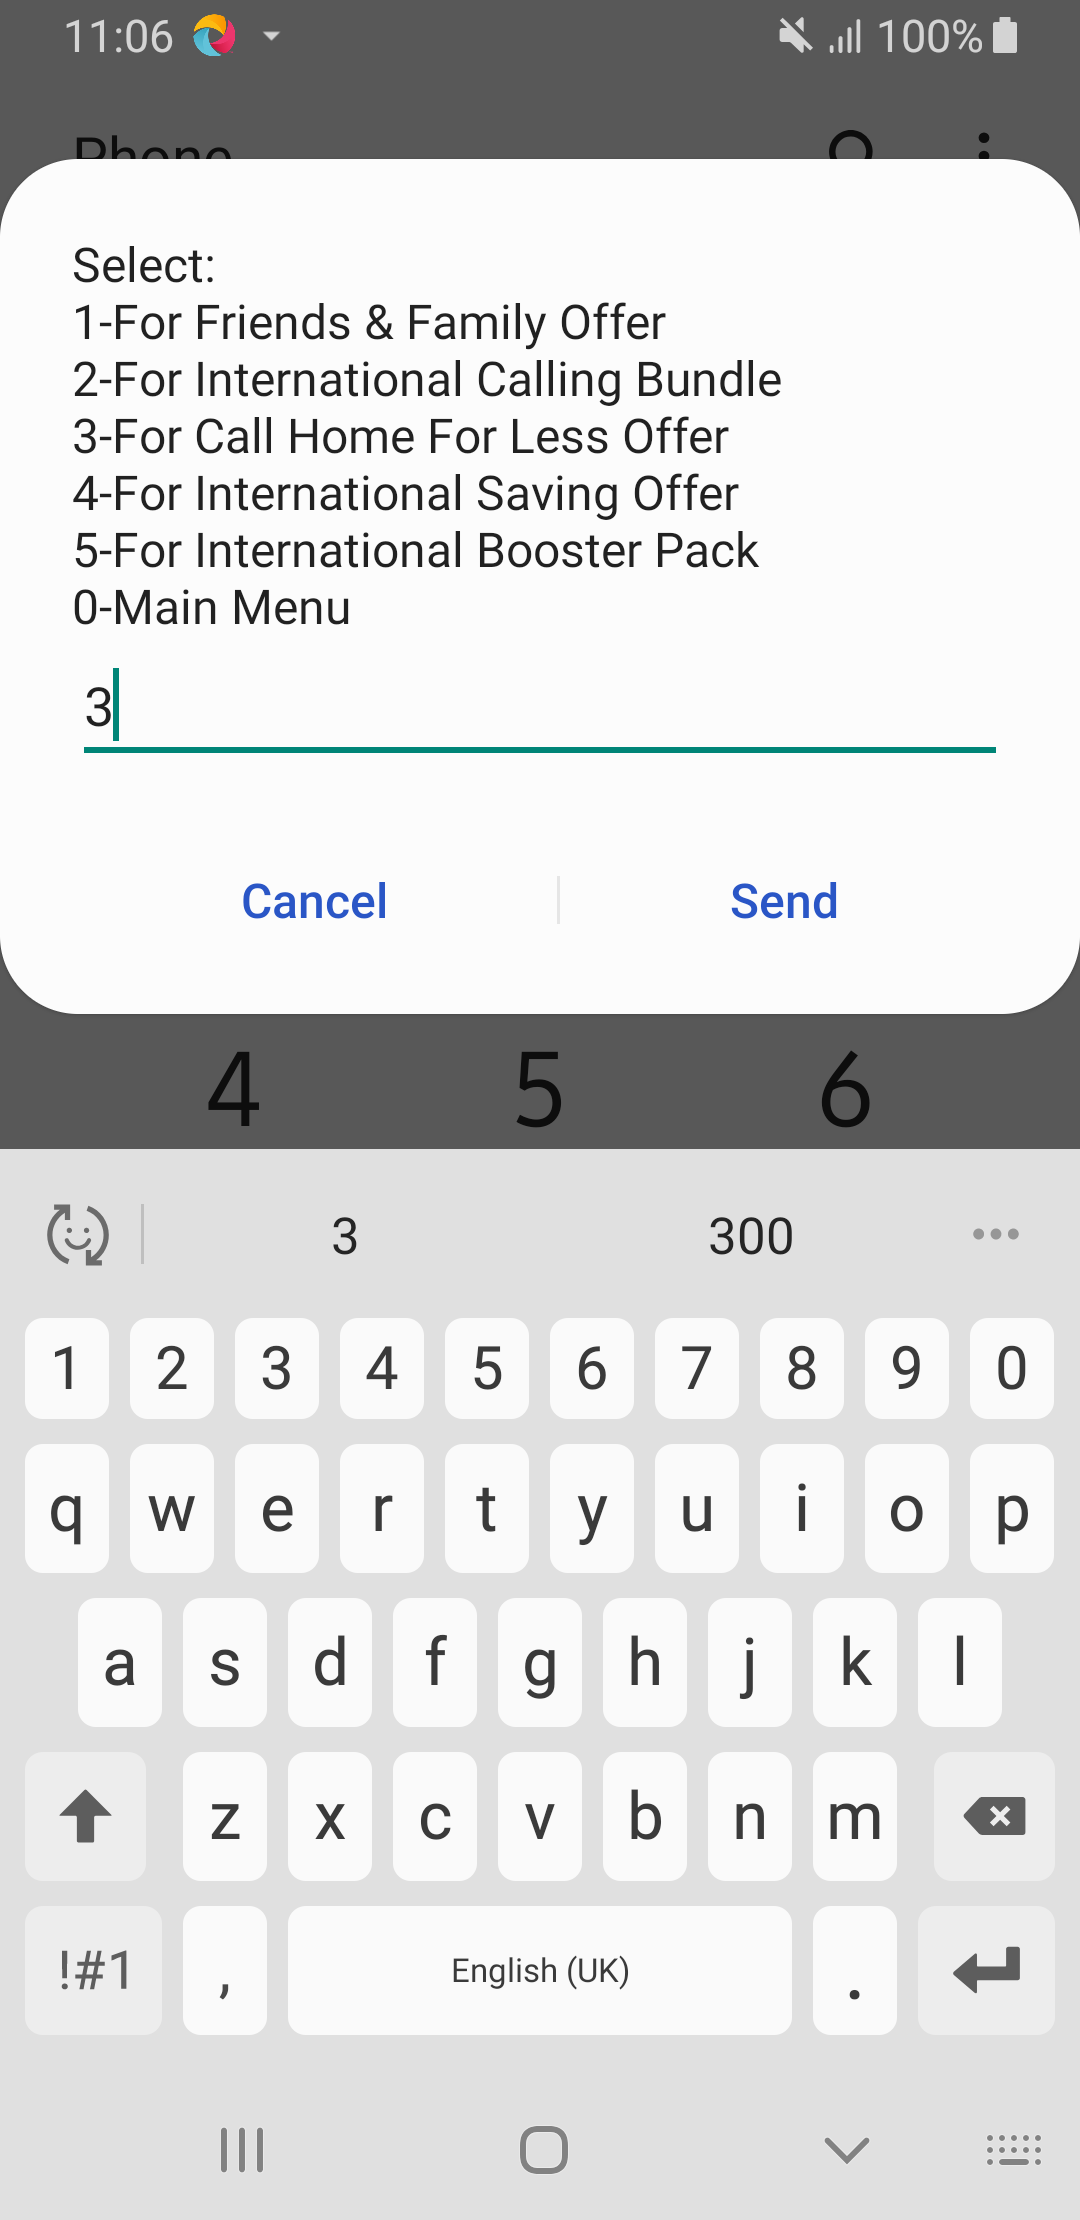 11:06 100%
Phone
Select:
1-For Friends & Family Offer
2-For International Calling Bundle
3-For Call Home For Less Offer
4-For International Saving Offer
5-For International Booster Pack
0-Main Menu
3
Cancel Send
4 5 6
3 300
1 2 3 4 5 6 7 8 9 0
q w e r t y u i o p
a s d f g h j k l
z x c v b n m
!#1 , English (UK) .